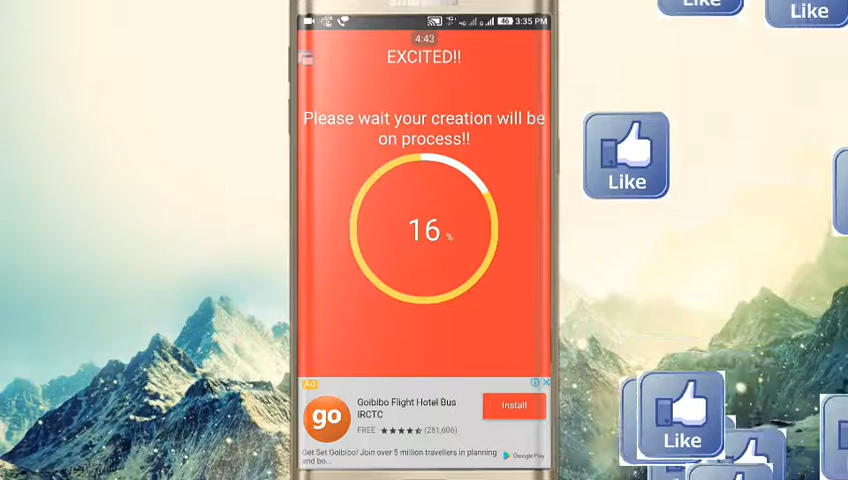 Like
Like
4G 3:35 PM
4:43
EXCITED!!
Please wait your creation will be
on process!!
Like
16 %
Ad
Goibibo Flight Hotel Bus
IRCTC
Install
go
FREE ★★★★★ (281,606)
Get Set Goibibo! Join over 5 million travellers in planning
and bo...
Google Play
Like